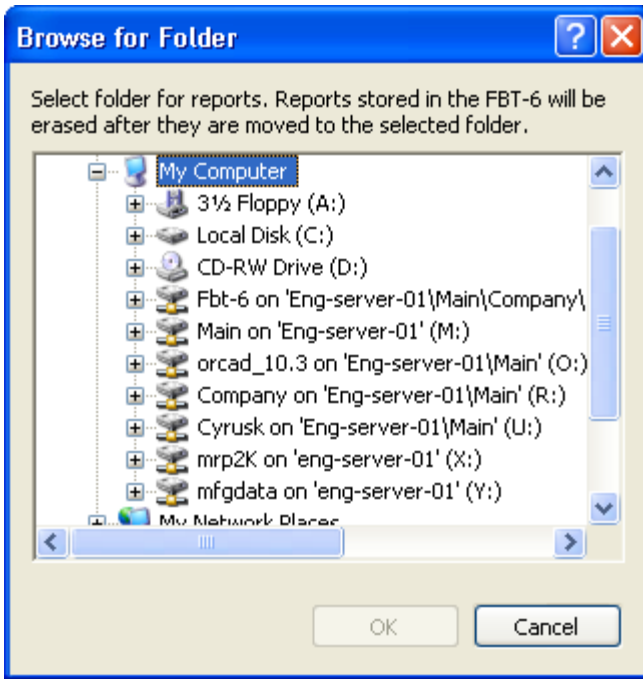 Browse for Folder
Select folder for reports. Reports stored in the FBT-6 will be
erased after they are moved to the selected folder.
My Computer
3½ Floppy (A:)
Local Disk (C:)
CD-RW Drive (D:)
Fbt-6 on 'Eng-server-01\Main\Company\
Main on 'Eng-server-01' (M:)
orcad_10.3 on 'Eng-server-01\Main' (O:)
Company on 'Eng-server-01\Main' (R:)
Cyrusk on 'Eng-server-01\Main' (U:)
mrp2K on 'eng-server-01' (X:)
mfgdata on 'eng-server-01' (Y:)
My Network Places
OK Cancel